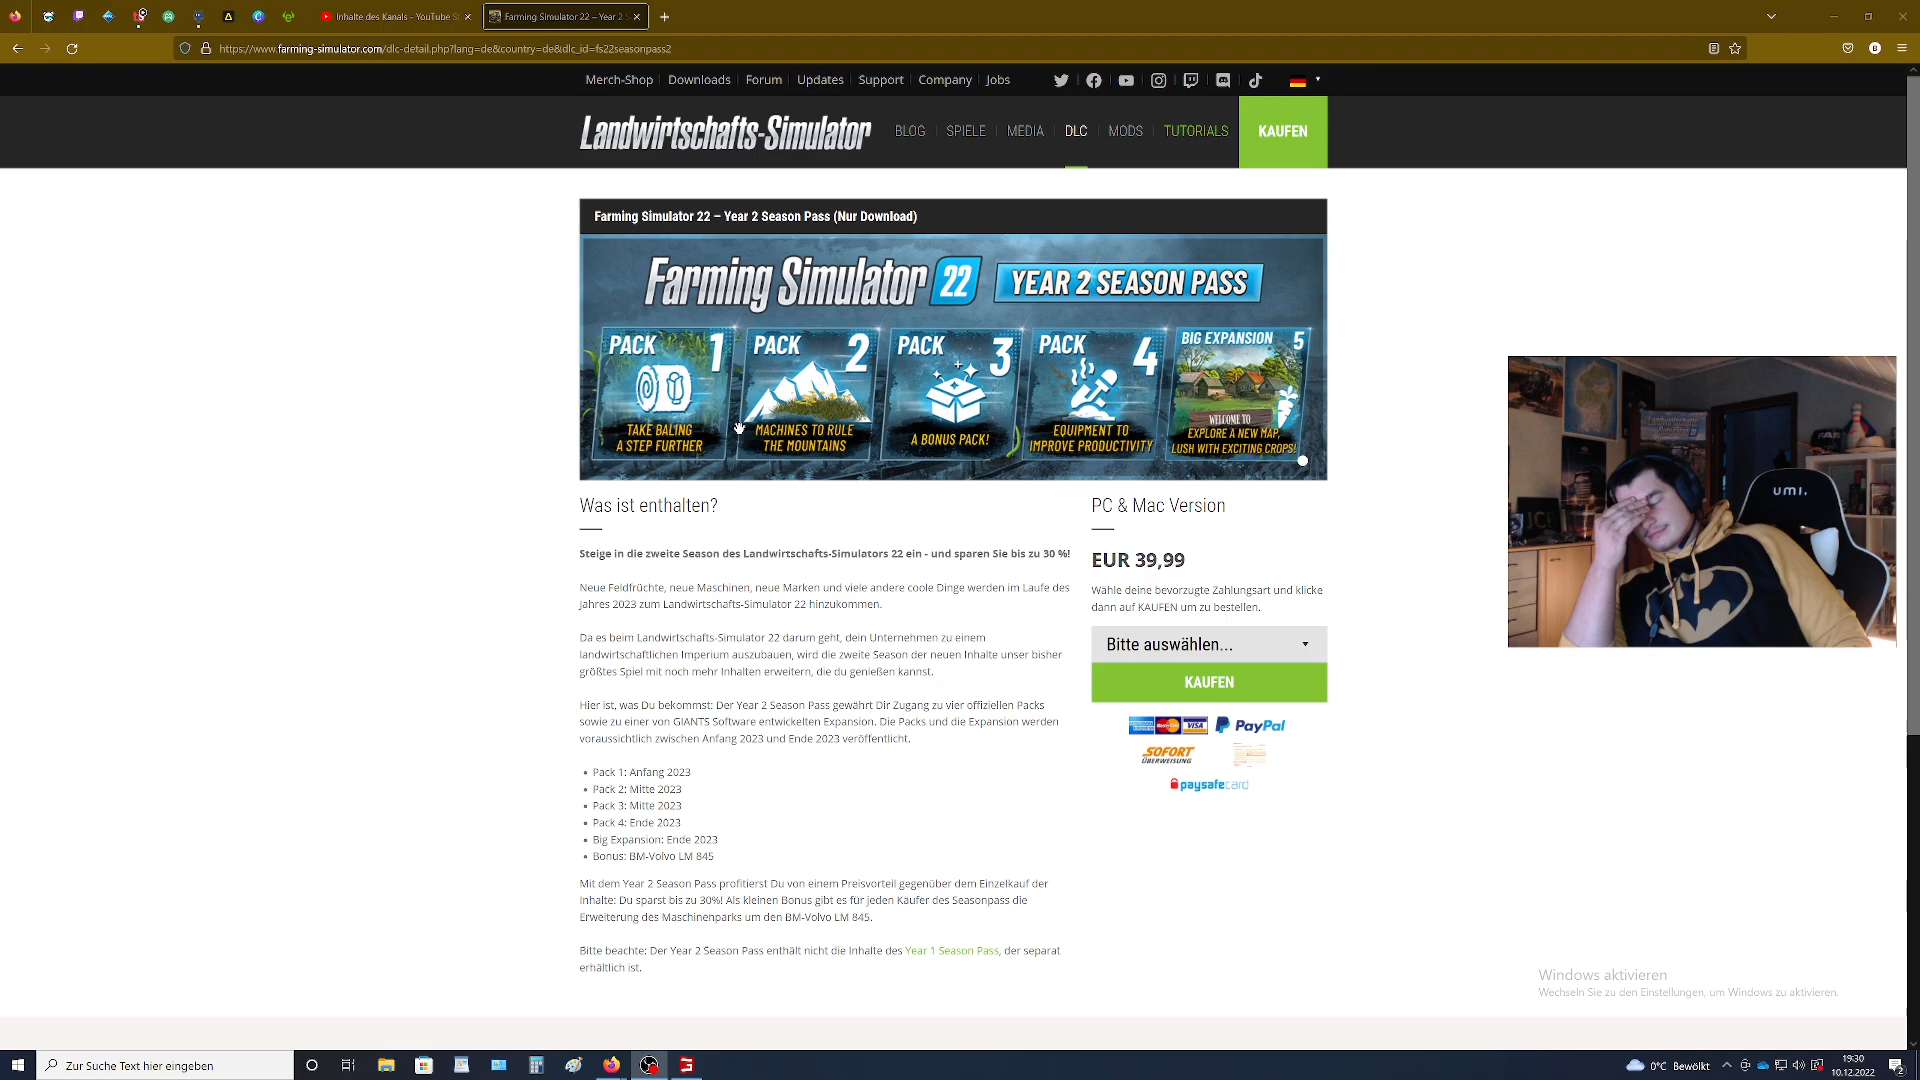 Inhalte des Kanals - YouTube St
Farming Simulator 22 – Year 2 S
https://www.farming-simulator.com/dlc-detail.php?lang=de&country=de&dlc_id=fs22seasonpass2
Merch-Shop Downloads Forum Updates Support Company Jobs
Landwirtschafts-Simulator
BLOG SPIELE MEDIA DLC MODS TUTORIALS KAUFEN
Farming Simulator 22 – Year 2 Season Pass (Nur Download)
Farming Simulator 22 YEAR 2 SEASON PASS
PACK 1
TAKE BALING
A STEP FURTHER
PACK 2
MACHINES TO RULE
THE MOUNTAINS
PACK 3
A BONUS PACK!
PACK 4
EQUIPMENT TO
IMPROVE PRODUCTIVITY
BIG EXPANSION 5
WELCOME TO
EXPLORE A NEW MAP,
LUSH WITH EXCITING CROPS!
Was ist enthalten?
Steige in die zweite Season des Landwirtschafts-Simulators 22 ein - und sparen Sie bis zu 30 %!
Neue Feldfrüchte, neue Maschinen, neue Marken und viele andere coole Dinge werden im Laufe des
Jahres 2023 zum Landwirtschafts-Simulator 22 hinzukommen.
Da es beim Landwirtschafts-Simulator 22 darum geht, dein Unternehmen zu einem
landwirtschaftlichen Imperium auszubauen, wird die zweite Season der neuen Inhalte unser bisher
größtes Spiel mit noch mehr Inhalten erweitern, die du genießen kannst.
Hier ist, was Du bekommst: Der Year 2 Season Pass gewährt Dir Zugang zu vier offiziellen Packs
sowie zu einer von GIANTS Software entwickelten Expansion. Die Packs und die Expansion werden
voraussichtlich zwischen Anfang 2023 und Ende 2023 veröffentlicht.
• Pack 1: Anfang 2023
• Pack 2: Mitte 2023
• Pack 3: Mitte 2023
• Pack 4: Ende 2023
• Big Expansion: Ende 2023
• Bonus: BM-Volvo LM 845
Mit dem Year 2 Season Pass profitierst Du von einem Preisvorteil gegenüber dem Einzelkauf der
Inhalte: Du sparst bis zu 30%! Als kleinen Bonus gibt es für jeden Käufer des Seasonpass die
Erweiterung des Maschinenparks um den BM-Volvo LM 845.
Bitte beachte: Der Year 2 Season Pass enthält nicht die Inhalte des Year 1 Season Pass, der separat
erhältlich ist.
PC & Mac Version
EUR 39,99
Wähle deine bevorzugte Zahlungsart und klicke
dann auf KAUFEN um zu bestellen.
Bitte auswählen...
KAUFEN
MasterCard VISA PayPal
SOFORT
ÜBERWEISUNG
paysafecard
umi.
Windows aktivieren
Wechseln Sie zu den Einstellungen, um Windows zu aktivieren.
Zur Suche Text hier eingeben
0°C Bewölkt
19:30
10.12.2022
2